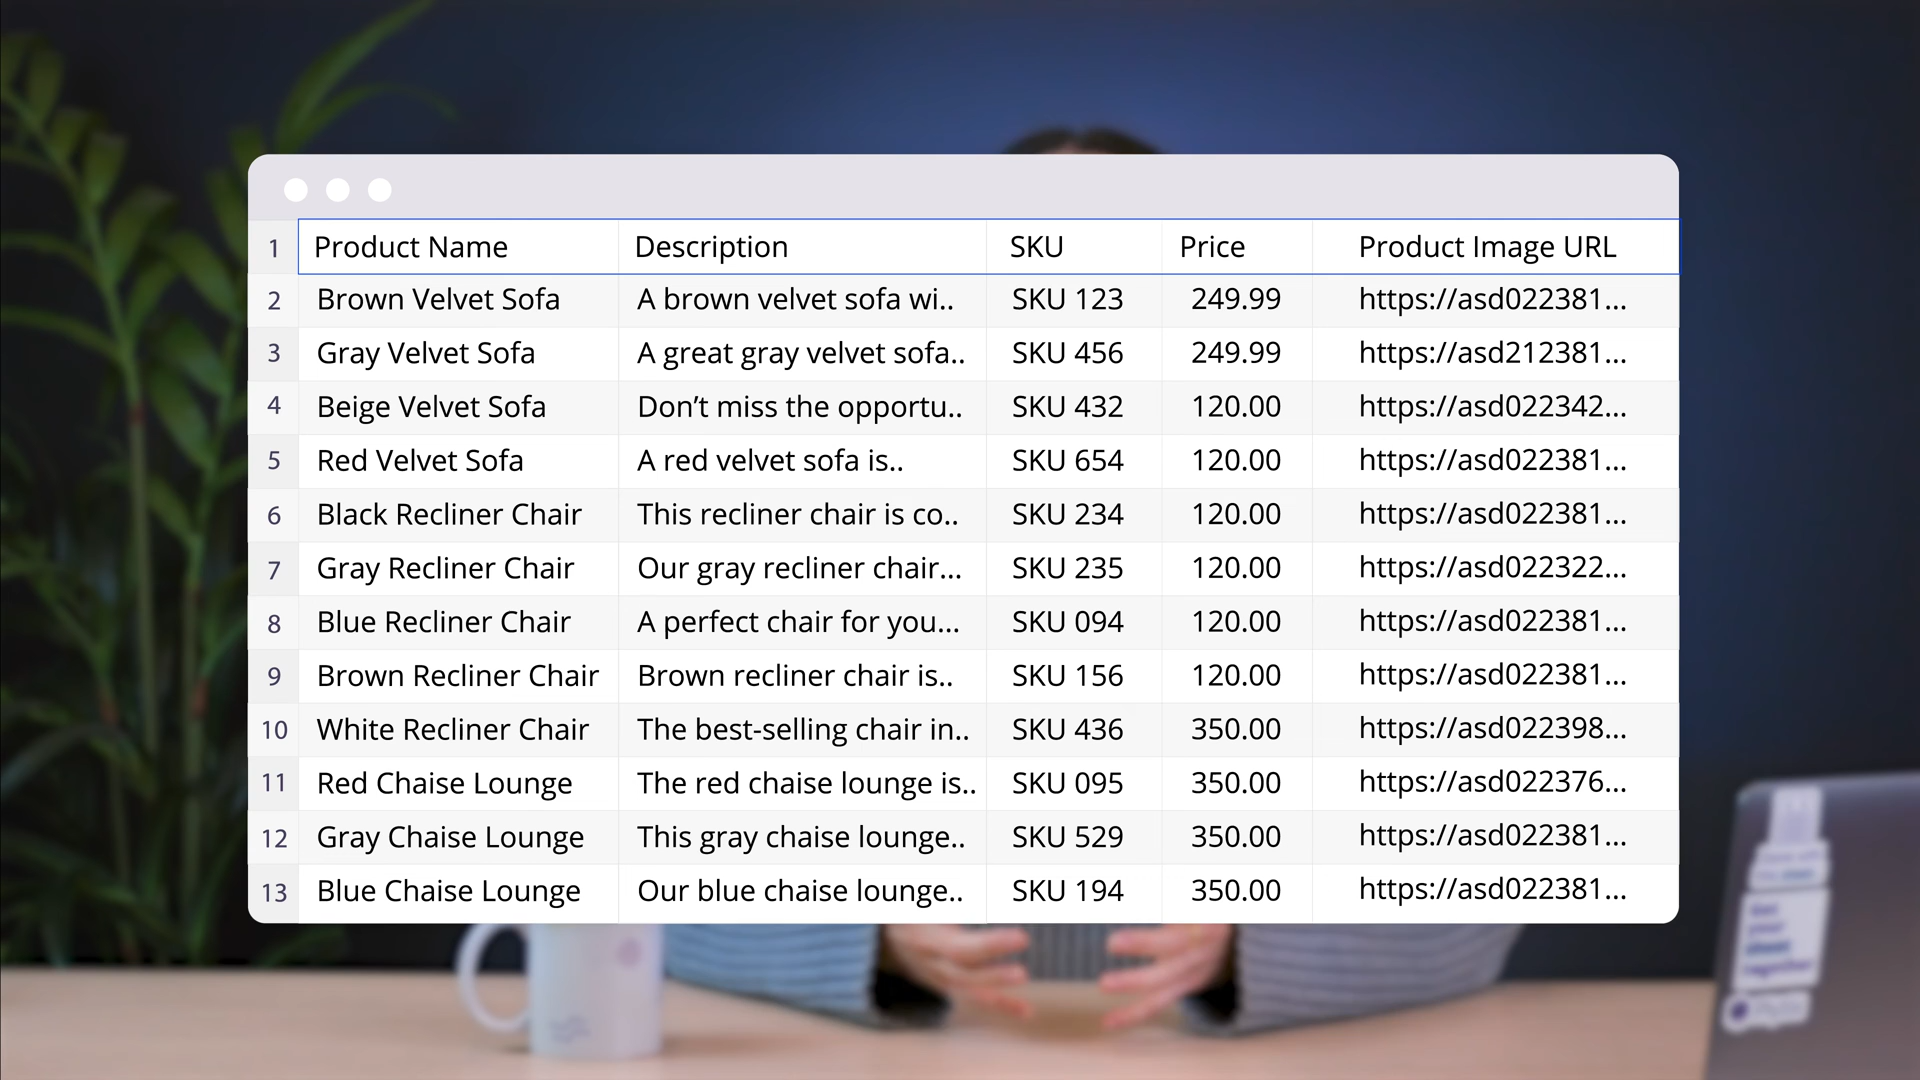 1 Product Name Description SKU Price Product Image URL
2 Brown Velvet Sofa A brown velvet sofa wi.. SKU 123 249.99 https://asd022381...
3 Gray Velvet Sofa A great gray velvet sofa.. SKU 456 249.99 https://asd212381...
4 Beige Velvet Sofa Don’t miss the opportu.. SKU 432 120.00 https://asd022342...
5 Red Velvet Sofa A red velvet sofa is.. SKU 654 120.00 https://asd022381...
6 Black Recliner Chair This recliner chair is co.. SKU 234 120.00 https://asd022381...
7 Gray Recliner Chair Our gray recliner chair... SKU 235 120.00 https://asd022322...
8 Blue Recliner Chair A perfect chair for you... SKU 094 120.00 https://asd022381...
9 Brown Recliner Chair Brown recliner chair is.. SKU 156 120.00 https://asd022381...
10 White Recliner Chair The best-selling chair in.. SKU 436 350.00 https://asd022398...
11 Red Chaise Lounge The red chaise lounge is.. SKU 095 350.00 https://asd022376...
12 Gray Chaise Lounge This gray chaise lounge.. SKU 529 350.00 https://asd022381...
13 Blue Chaise Lounge Our blue chaise lounge.. SKU 194 350.00 https://asd022381...